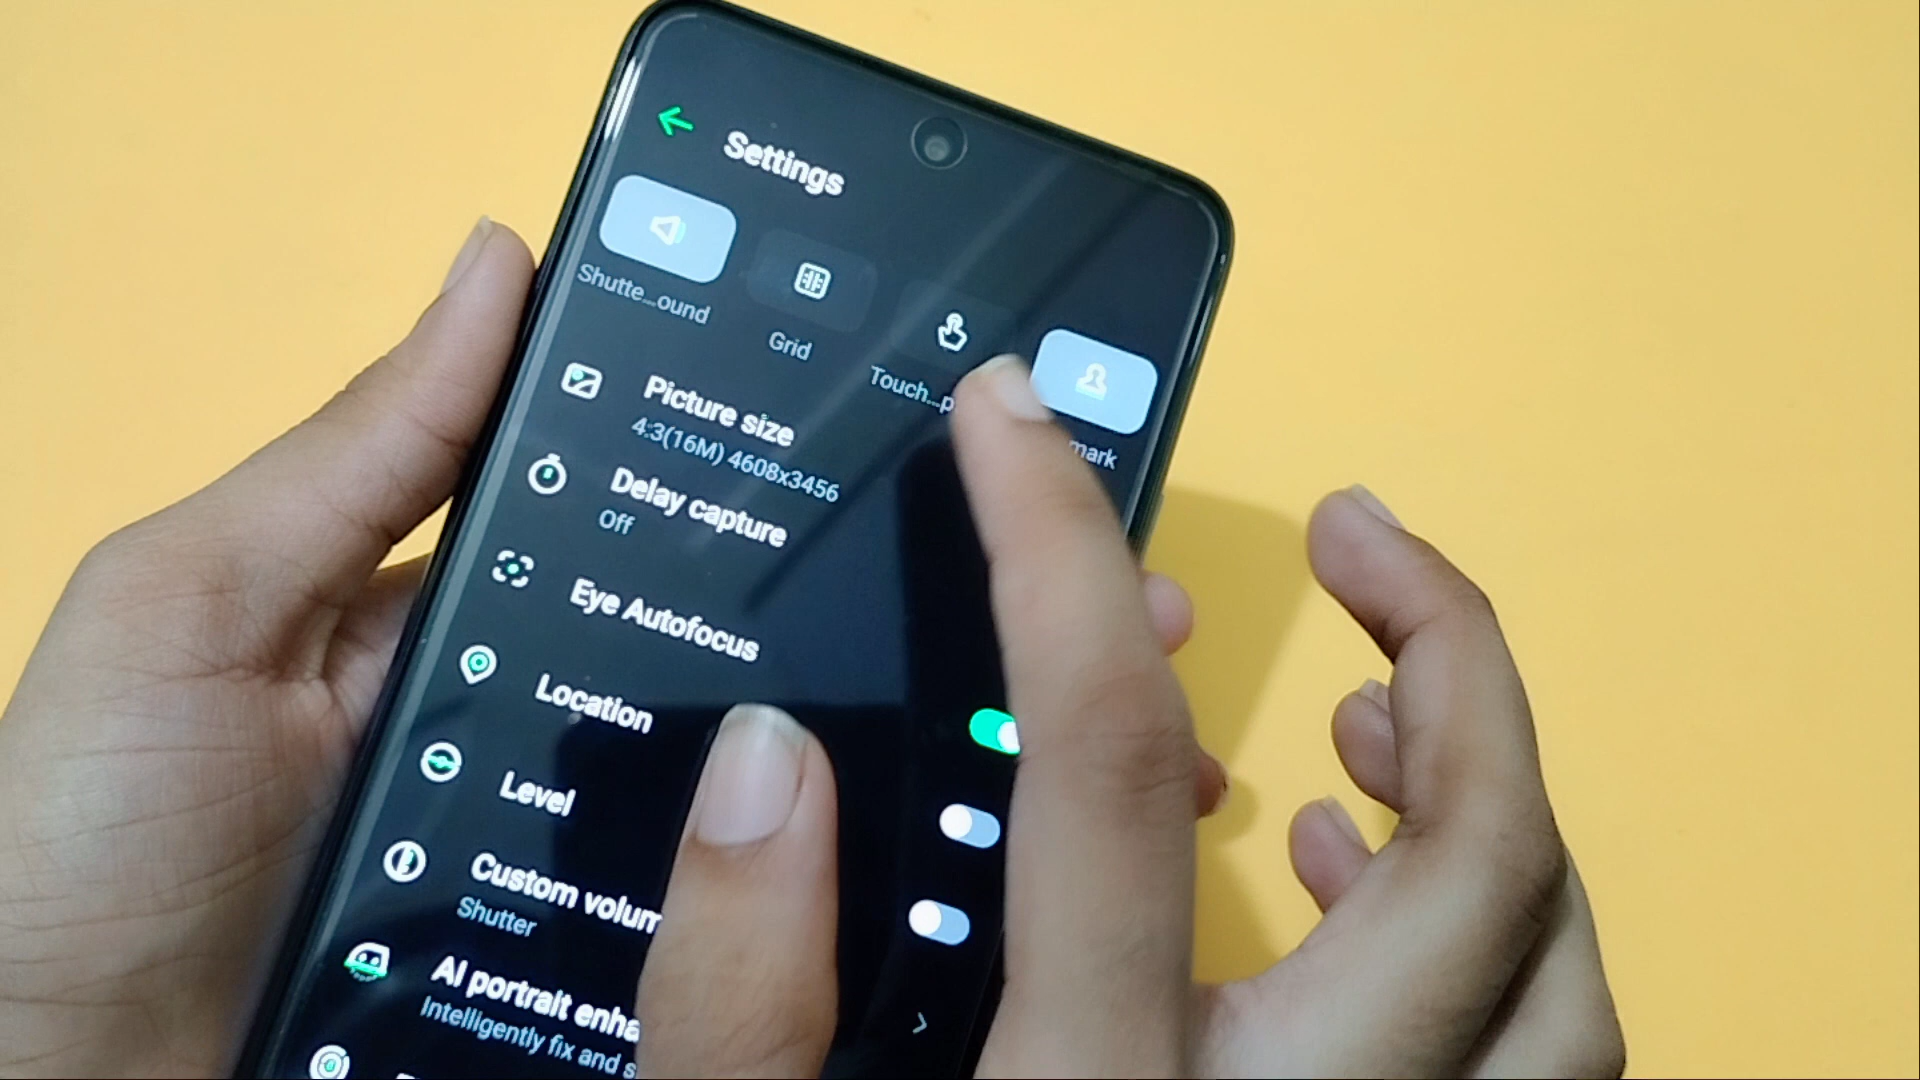 Settings
Shutte...ound
Grid
Touch...p
mark
Picture size
4:3(16M) 4608x3456
Delay capture
Off
Eye Autofocus
Location
Level
Custom volum
Shutter
AI portrait enha
Intelligently fix and s